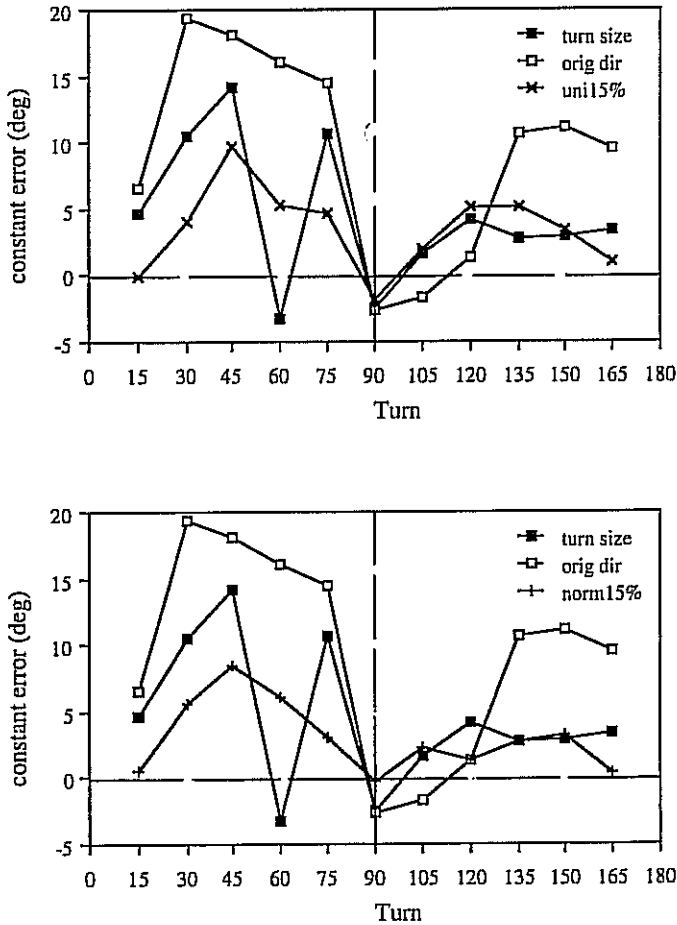 20
15
10
5
0
-5
constant error (deg)
turn size
orig dir
uni15%
0 15 30 45 60 75 90 105 120 135 150 165 180
Turn
20
15
10
5
0
-5
constant error (deg)
turn size
orig dir
norm15%
0 15 30 45 60 75 90 105 120 135 150 165 180
Turn